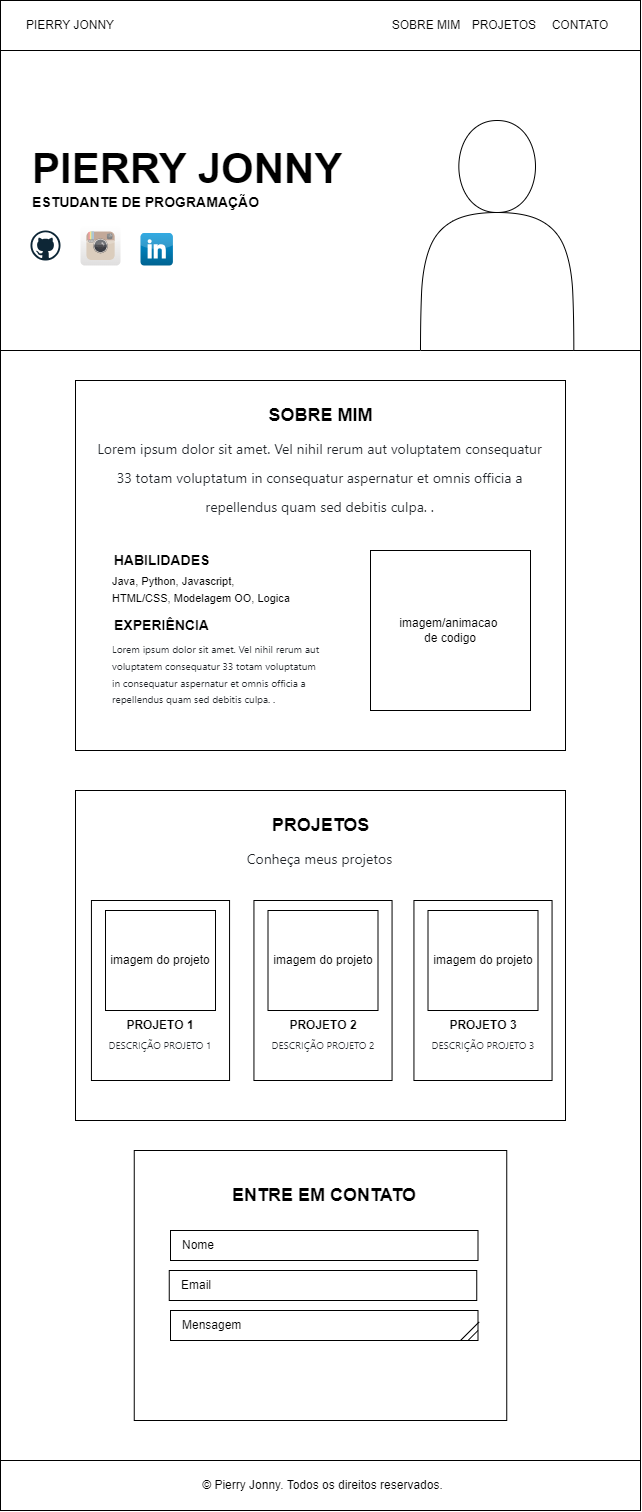 PIERRY JONNY
SOBRE MIM PROJETOS CONTATO
PIERRY JONNY
ESTUDANTE DE PROGRAMAÇÃO
in
SOBRE MIM
Lorem ipsum dolor sit amet. Vel nihil rerum aut voluptatem consequatur
33 totam voluptatum in consequatur aspernatur et omnis officia a
repellendus quam sed debitis culpa. .
HABILIDADES
Java, Python, Javascript,
HTML/CSS, Modelagem OO, Logica
EXPERIÊNCIA
Lorem ipsum dolor sit amet. Vel nihil rerum aut
voluptatem consequatur 33 totam voluptatum
in consequatur aspernatur et omnis officia a
repellendus quam sed debitis culpa. .
imagem/animacao
de codigo
PROJETOS
Conheça meus projetos
imagem do projeto
PROJETO 1
DESCRIÇÃO PROJETO 1
imagem do projeto
PROJETO 2
DESCRIÇÃO PROJETO 2
imagem do projeto
PROJETO 3
DESCRIÇÃO PROJETO 3
ENTRE EM CONTATO
Nome
Email
Mensagem
© Pierry Jonny. Todos os direitos reservados.